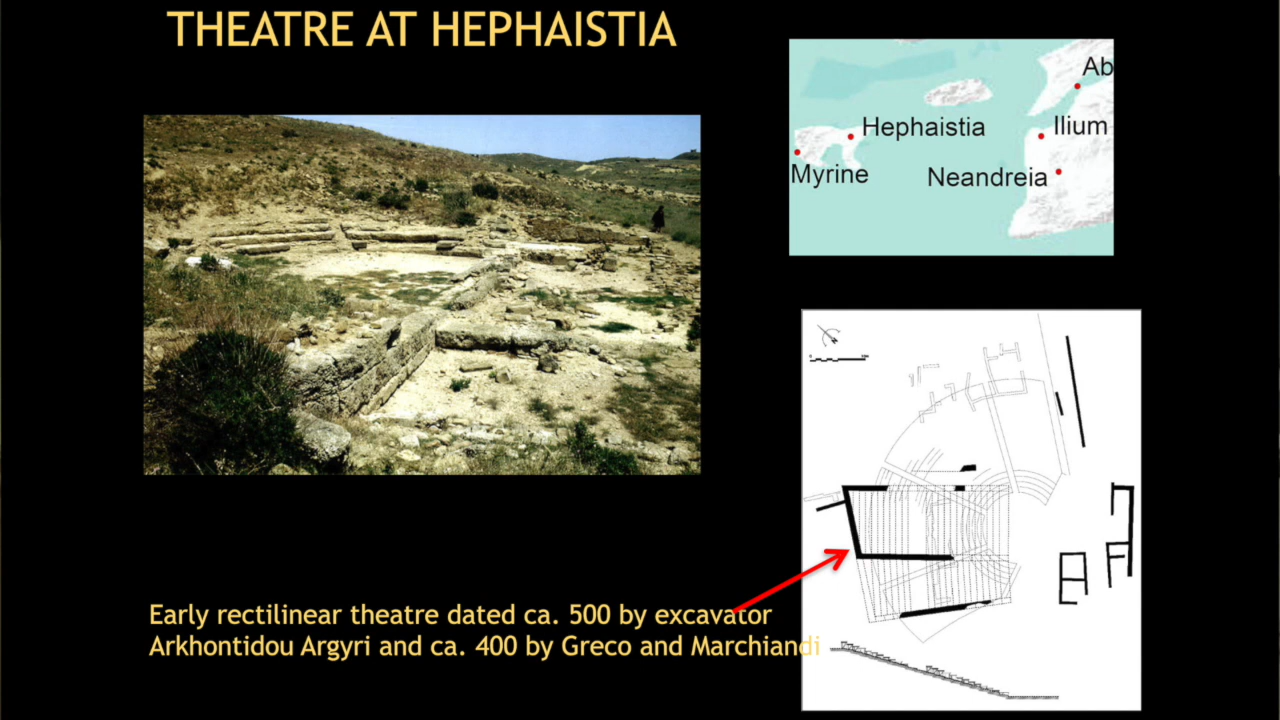 THEATRE AT HEPHAISTIA
Ab
Hephaistia
Ilium
Myrine
Neandreia
Early rectilinear theatre dated ca. 500 by excavator
Arkhontidou Argyri and ca. 400 by Greco and Marchiandi